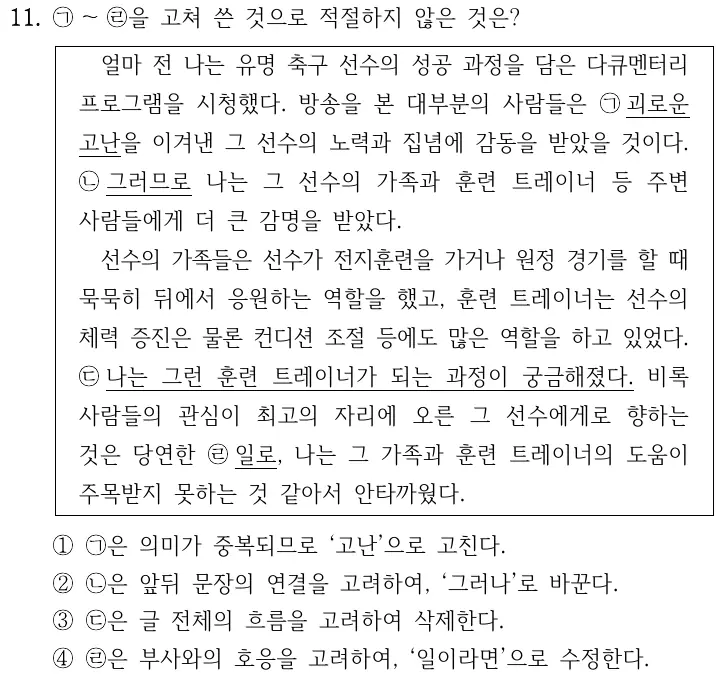 11. ㉠ ~ ㉣을 고쳐 쓴 것으로 적절하지 않은 것은?
얼마 전 나는 유명 축구 선수의 성공 과정을 담은 다큐멘터리
프로그램을 시청했다. 방송을 본 대부분의 사람들은 ㉠ 괴로운
고난을 이겨낸 그 선수의 노력과 집념에 감동을 받았을 것이다.
㉡ 그러므로 나는 그 선수의 가족과 훈련 트레이너 등 주변
사람들에게 더 큰 감명을 받았다.
선수의 가족들은 선수가 전지훈련을 가거나 원정 경기를 할 때
묵묵히 뒤에서 응원하는 역할을 했고, 훈련 트레이너는 선수의
체력 증진은 물론 컨디션 조절 등에도 많은 역할을 하고 있었다.
㉢ 나는 그런 훈련 트레이너가 되는 과정이 궁금해졌다. 비록
사람들의 관심이 최고의 자리에 오른 그 선수에게로 향하는
것은 당연한 ㉣ 일로, 나는 그 가족과 훈련 트레이너의 도움이
주목받지 못하는 것 같아서 안타까웠다.
① ㉠은 의미가 중복되므로 ‘고난’으로 고친다.
② ㉡은 앞뒤 문장의 연결을 고려하여, ‘그러나’로 바꾼다.
③ ㉢은 글 전체의 흐름을 고려하여 삭제한다.
④ ㉣은 부사와의 호응을 고려하여, ‘일이라면’으로 수정한다.